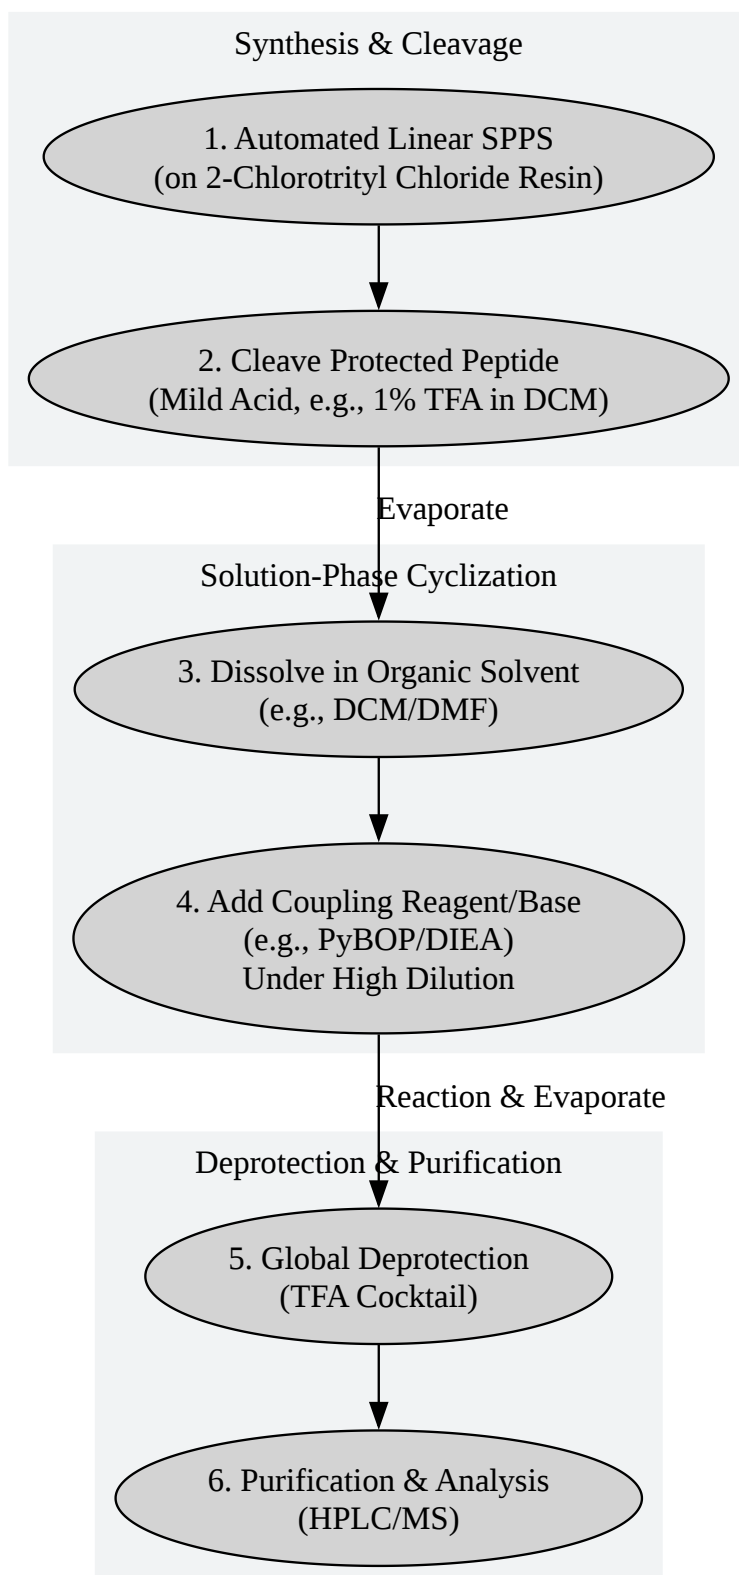 Synthesis & Cleavage
1. Automated Linear SPPS
(on 2-Chlorotrityl Chloride Resin)
2. Cleave Protected Peptide
(Mild Acid, e.g., 1% TFA in DCM)
Evaporate
Solution-Phase Cyclization
3. Dissolve in Organic Solvent
(e.g., DCM/DMF)
4. Add Coupling Reagent/Base
(e.g., PyBOP/DIEA)
Under High Dilution
Reaction & Evaporate
Deprotection & Purification
5. Global Deprotection
(TFA Cocktail)
6. Purification & Analysis
(HPLC/MS)